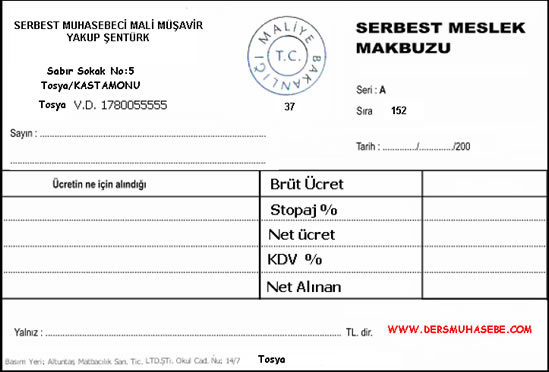 SERBEST MUHASEBECİ MALİ MÜŞAVİR
YAKUP ŞENTÜRK
Sabır Sokak No:5
Tosya/KASTAMONU
Tosya V.D. 1780055555
MALİYE BAKANLIĞI
T.C.
37
SERBEST MESLEK
MAKBUZU
Seri : A
Sıra 152
Sayın : ..........................................................................
..........................................................................
Tarih : ............./............./200
Ücretin ne için alındığı
Brüt Ücret
Stopaj %
Net ücret
KDV %
Net Alınan
Yalnız : .......................................................................... TL. dir.
WWW.DERSMUHASEBE.COM
Basım Yeri; Altuntaş Matbacılık San. Tic. LTD.ŞTi. Okul Cad. Nu: 14/7 Tosya